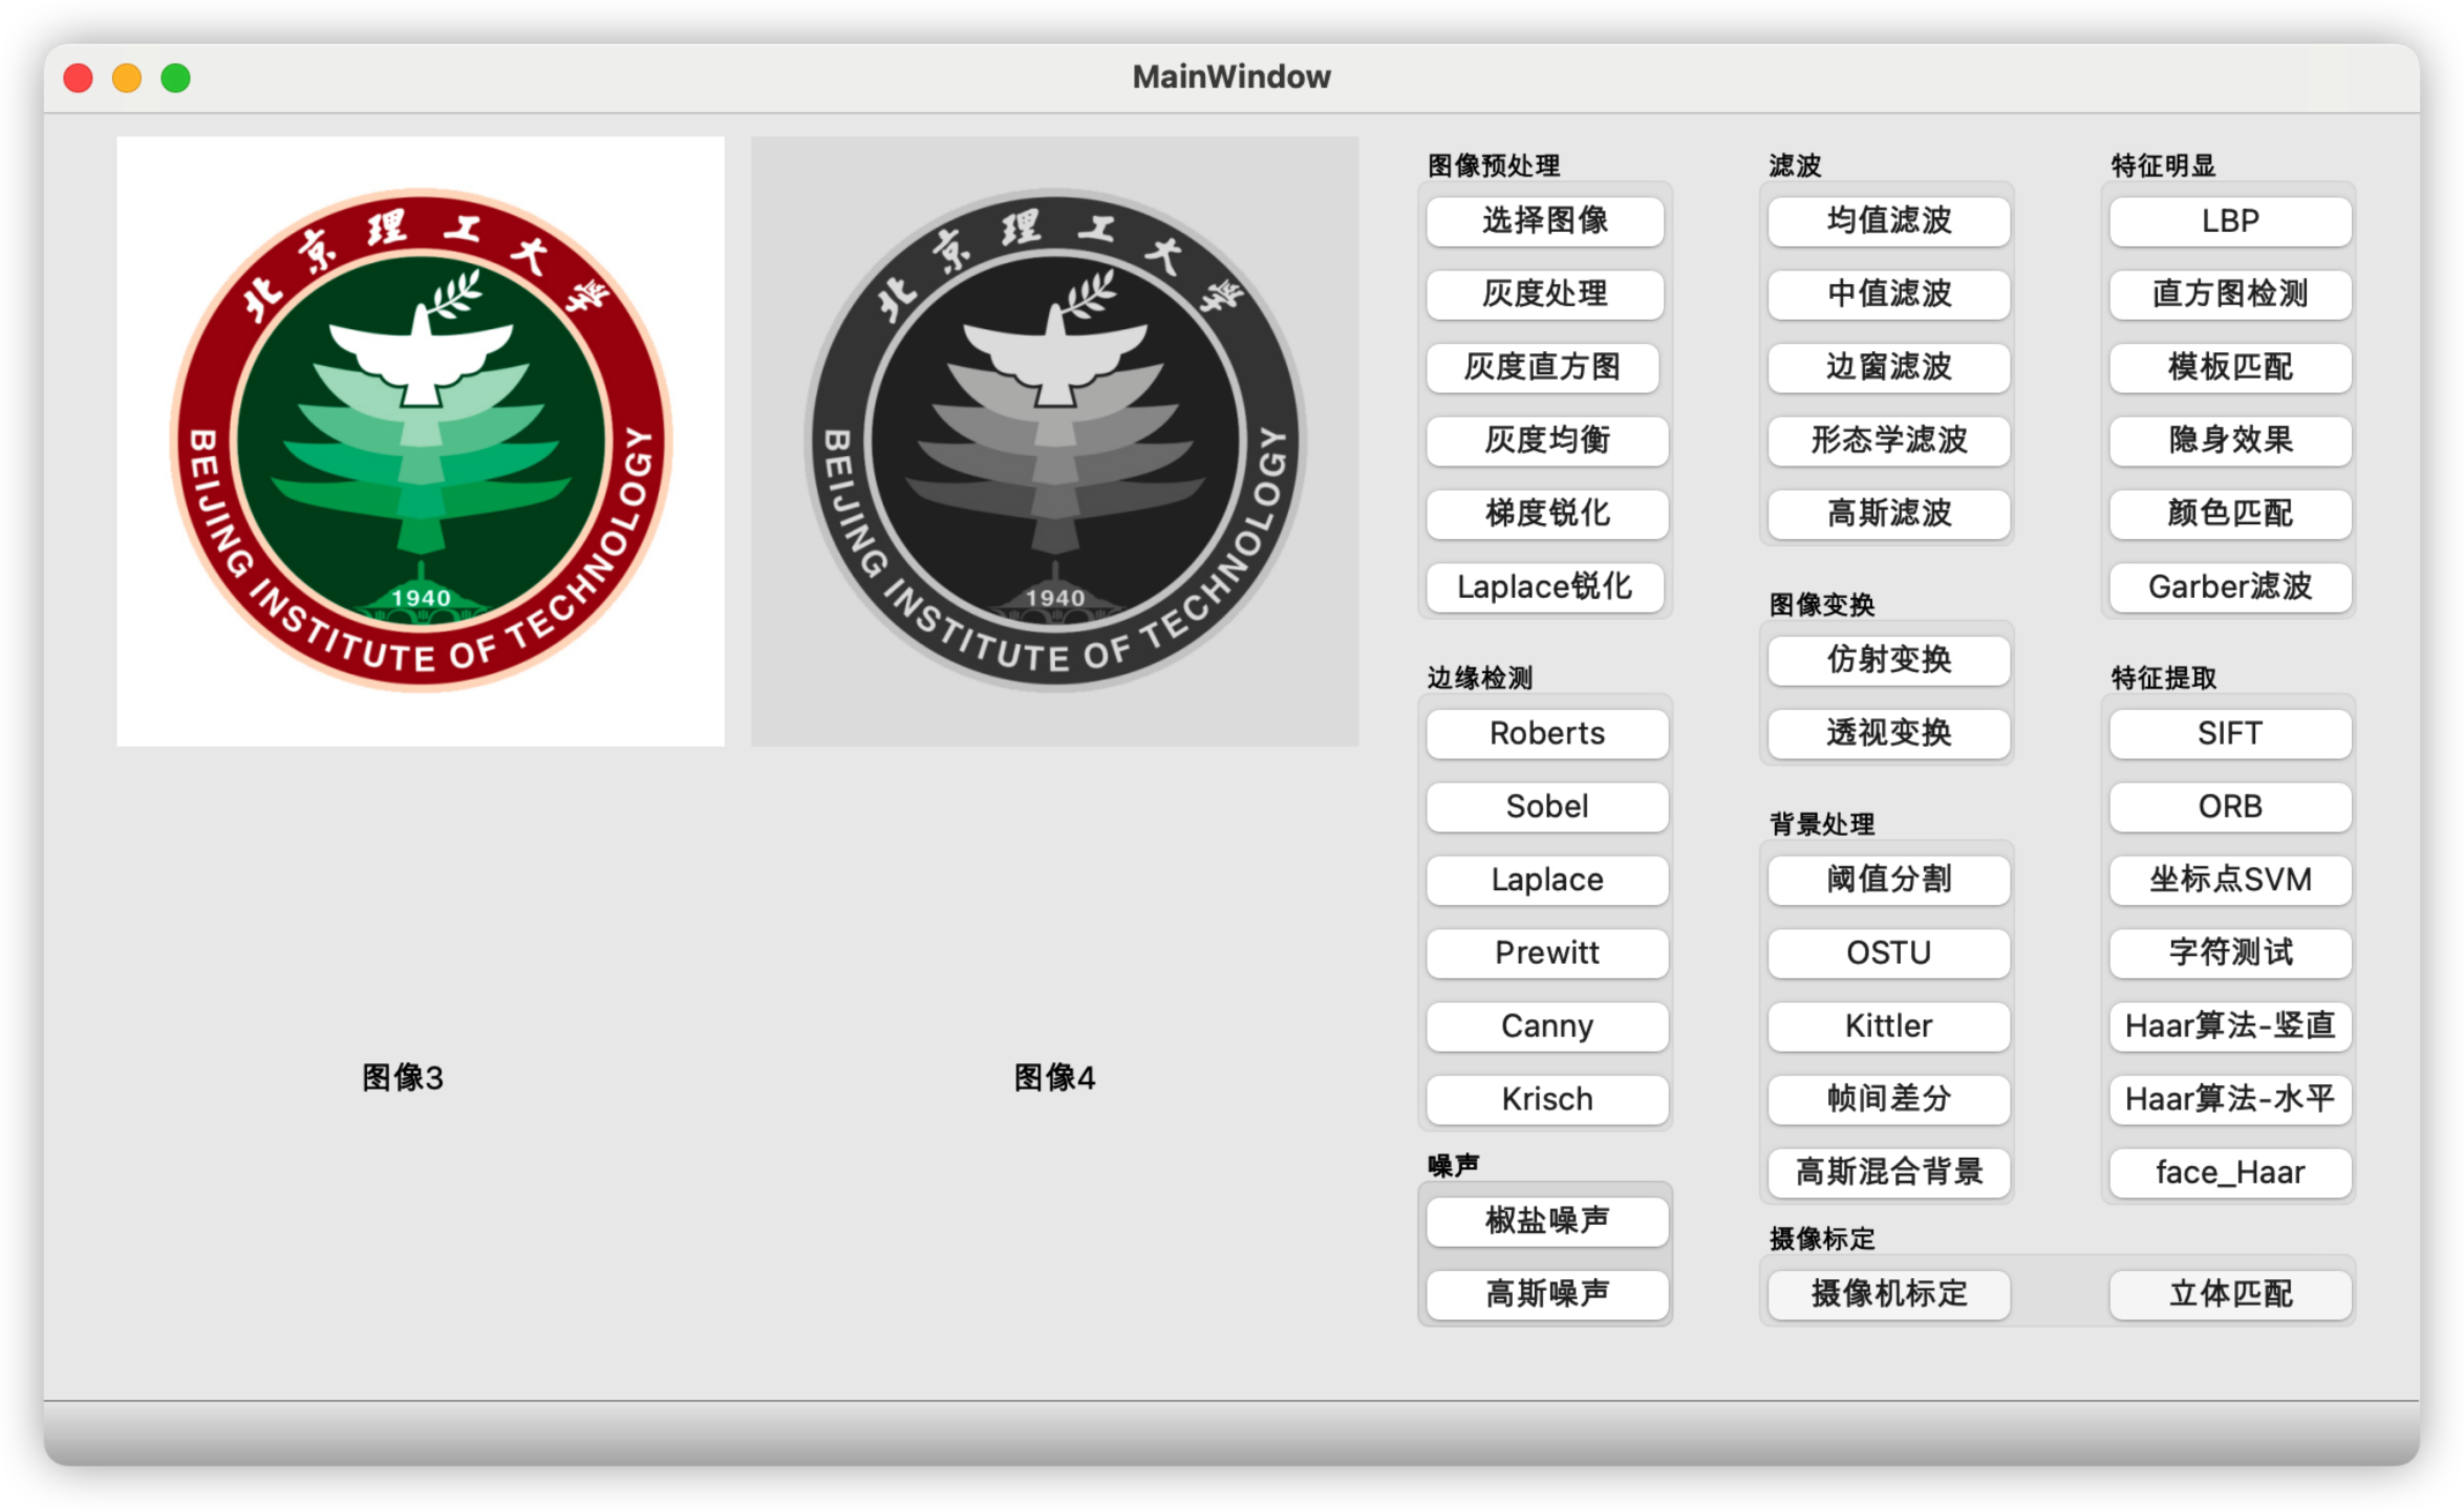 MainWindow
北京理工大学
BEIJING INSTITUTE OF TECHNOLOGY
1940
北京理工大学
BEIJING INSTITUTE OF TECHNOLOGY
1940
图像3
图像4
图像预处理
选择图像
灰度处理
灰度直方图
灰度均衡
梯度锐化
Laplace锐化
边缘检测
Roberts
Sobel
Laplace
Prewitt
Canny
Krisch
噪声
椒盐噪声
高斯噪声
滤波
均值滤波
中值滤波
边窗滤波
形态学滤波
高斯滤波
图像变换
仿射变换
透视变换
背景处理
阈值分割
OSTU
Kittler
帧间差分
高斯混合背景
特征明显
LBP
直方图检测
模板匹配
隐身效果
颜色匹配
Garber滤波
特征提取
SIFT
ORB
坐标点SVM
字符测试
Haar算法-竖直
Haar算法-水平
face_Haar
摄像标定
摄像机标定
立体匹配